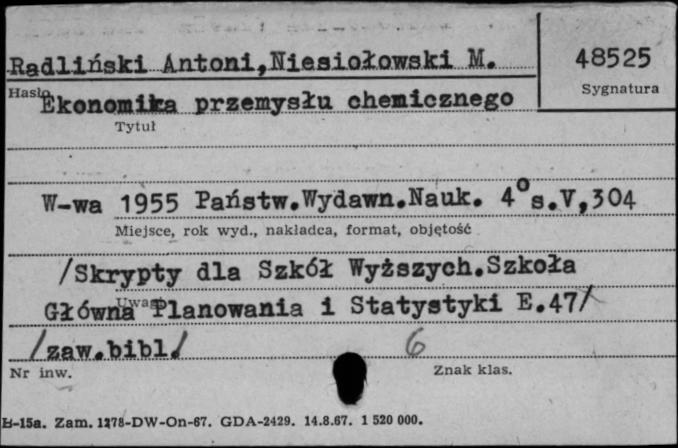 Radliński Antoni, Niesiołowski M.
48525
Hasło
Sygnatura
Ekonomika przemysłu chemicznego
Tytuł
W-wa 1955 Państw.Wydawn.Nauk. 4° s.V,304
Miejsce, rok wyd., nakładca, format, objętość
/Skrypty dla Szkół Wyższych.Szkoła
Uwagi
Główna Planowania i Statystyki E.47/
/zaw.bibl./
6
Nr inw.
Znak klas.
B-15a. Zam. 1178-DW-On-67. GDA-2429. 14.8.67. 1 520 000.